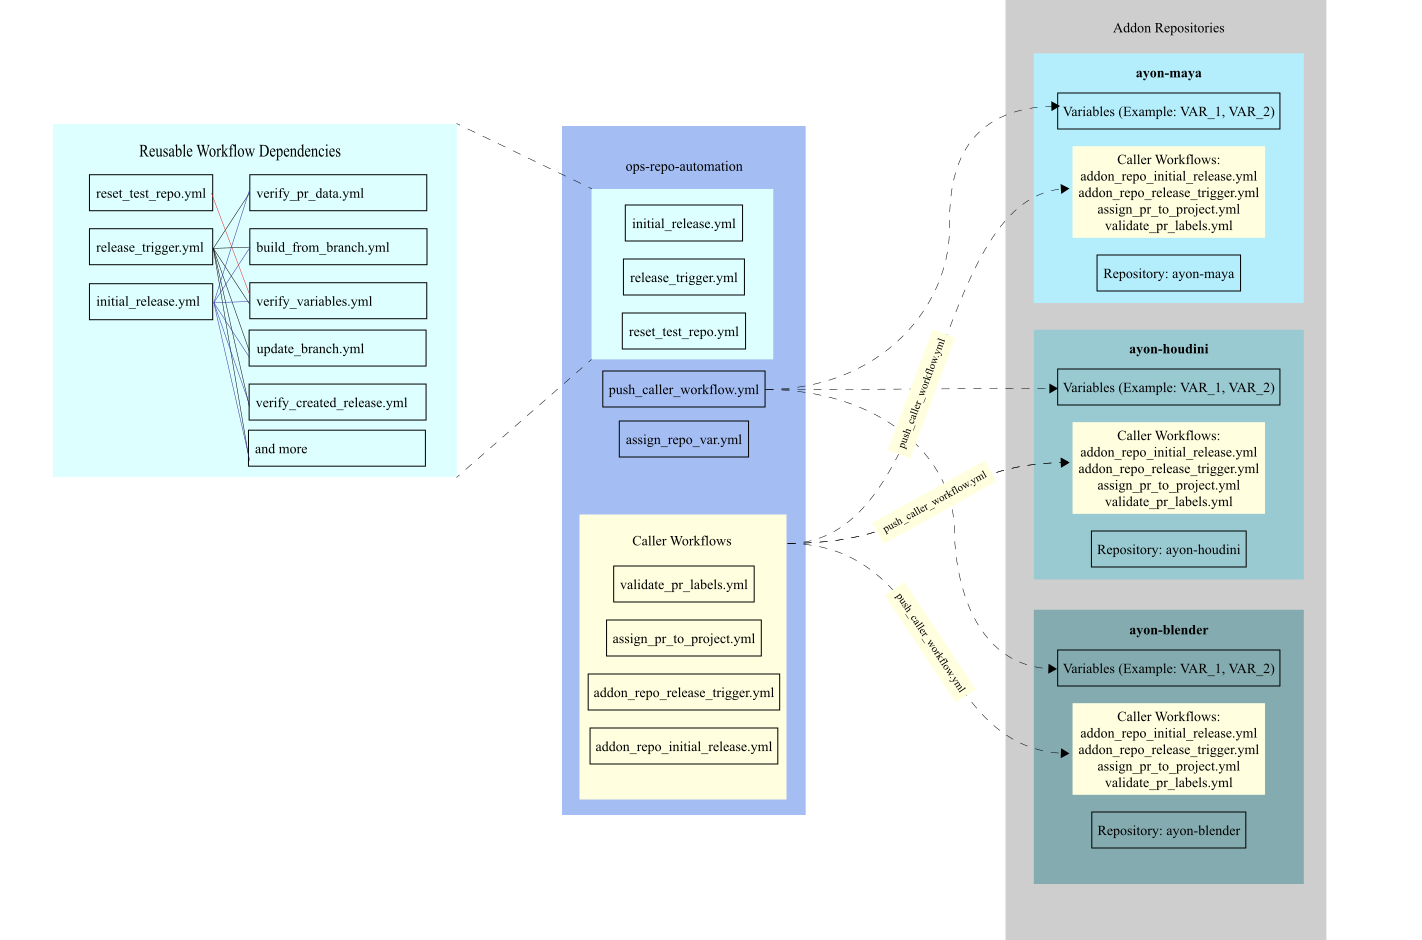 Reusable Workflow Dependencies
reset_test_repo.yml
release_trigger.yml
initial_release.yml
verify_pr_data.yml
build_from_branch.yml
verify_variables.yml
update_branch.yml
verify_created_release.yml
and more
ops-repo-automation
initial_release.yml
release_trigger.yml
reset_test_repo.yml
push_caller_workflow.yml
assign_repo_var.yml
Caller Workflows
validate_pr_labels.yml
assign_pr_to_project.yml
addon_repo_release_trigger.yml
addon_repo_initial_release.yml
push_caller_workflow.yml
push_caller_workflow.yml
push_caller_workflow.yml
Addon Repositories
ayon-maya
Variables (Example: VAR_1, VAR_2)
Caller Workflows:
addon_repo_initial_release.yml
addon_repo_release_trigger.yml
assign_pr_to_project.yml
validate_pr_labels.yml
Repository: ayon-maya
ayon-houdini
Variables (Example: VAR_1, VAR_2)
Caller Workflows:
addon_repo_initial_release.yml
addon_repo_release_trigger.yml
assign_pr_to_project.yml
validate_pr_labels.yml
Repository: ayon-houdini
ayon-blender
Variables (Example: VAR_1, VAR_2)
Caller Workflows:
addon_repo_initial_release.yml
addon_repo_release_trigger.yml
assign_pr_to_project.yml
validate_pr_labels.yml
Repository: ayon-blender